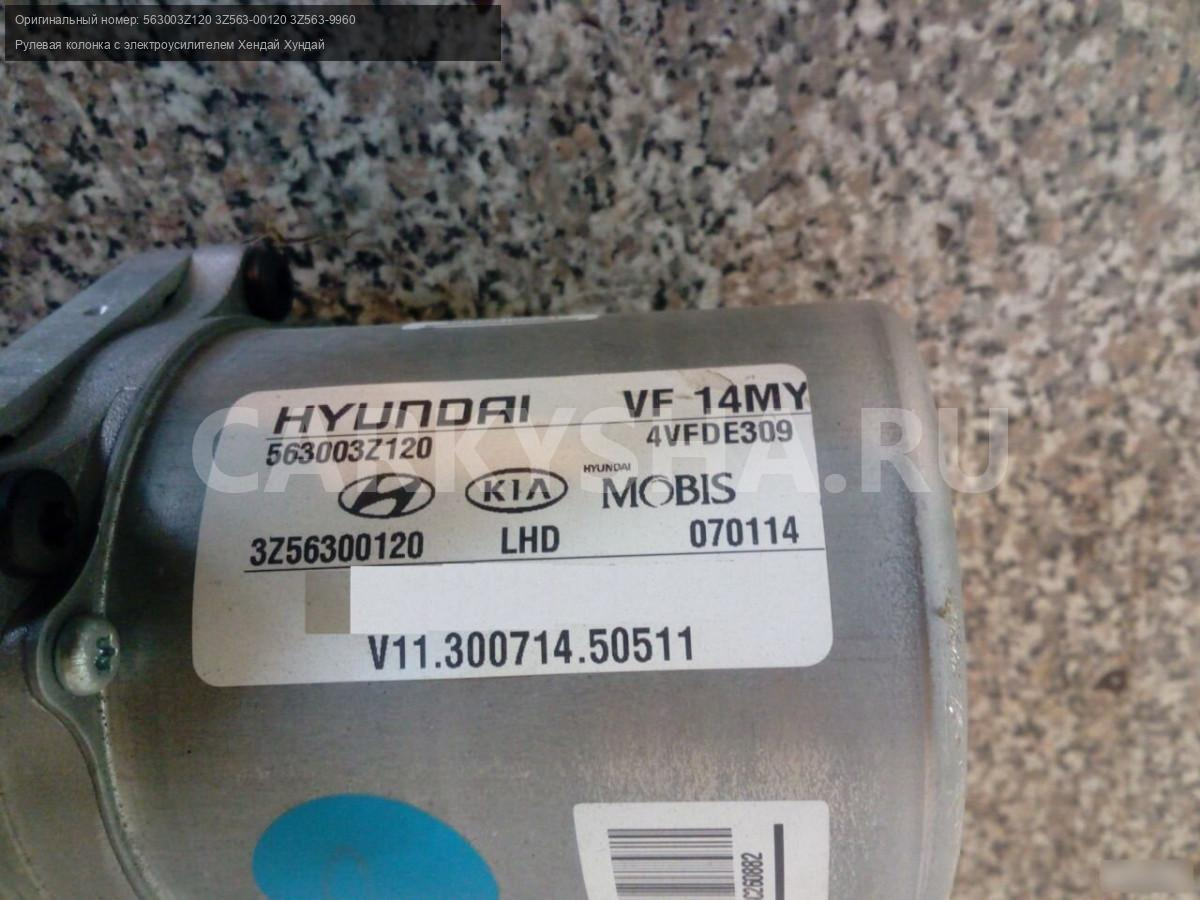 Оригинальный номер: 563003Z120 3Z563-00120 3Z563-9960
Рулевая колонка с электроусилителем Хендай Хундай
HYUNDAI VF 14MY
563003Z120 4VFDE309
CARKYSHA.RU
KIA HYUNDAI MOBIS
3Z56300120 LHD 070114
V11.300714.50511
C260882